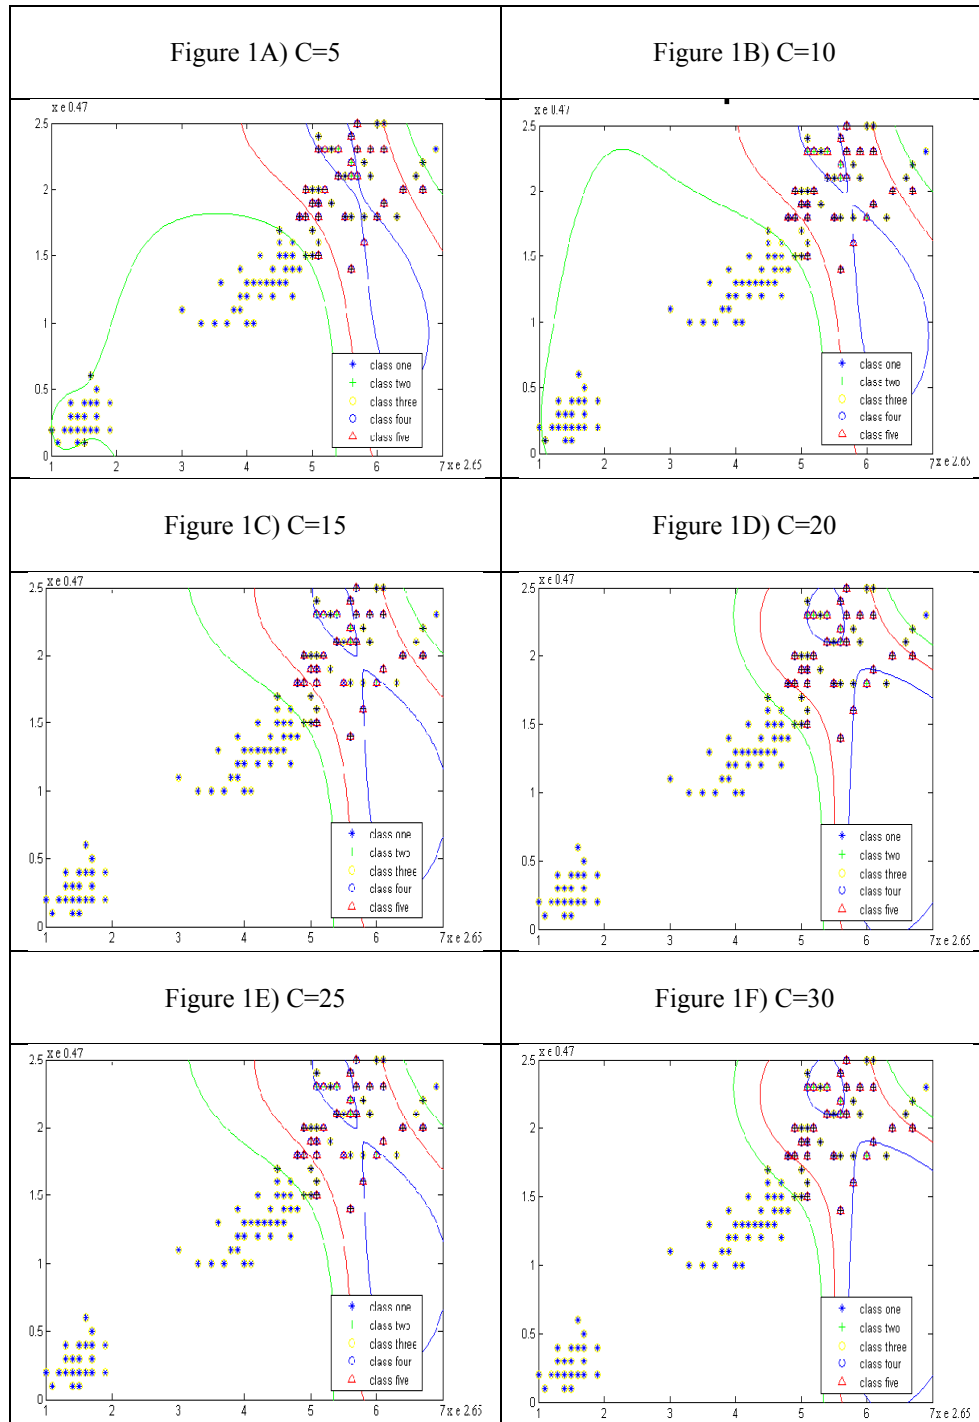 Figure 1A) C=5
Figure 1B) C=10
x e 0.47
2.5
2
1.5
1
0.5
0
1 2 3 4 5 6 7 x e 2.65
class one
class two
class three
class four
class five
x e 0.47
2.5
2
1.5
1
0.5
0
1 2 3 4 5 6 7 x e 2.65
class one
class two
class three
class four
class five
Figure 1C) C=15
Figure 1D) C=20
x e 0.47
2.5
2
1.5
1
0.5
0
1 2 3 4 5 6 7 x e 2.65
class one
class two
class three
class four
class five
x e 0.47
2.5
2
1.5
1
0.5
0
1 2 3 4 5 6 7 x e 2.65
class one
class two
class three
class four
class five
Figure 1E) C=25
Figure 1F) C=30
x e 0.47
2.5
2
1.5
1
0.5
0
1 2 3 4 5 6 7 x e 2.65
class one
class two
class three
class four
class five
x e 0.47
2.5
2
1.5
1
0.5
0
1 2 3 4 5 6 7 x e 2.65
class one
class two
class three
class four
class five